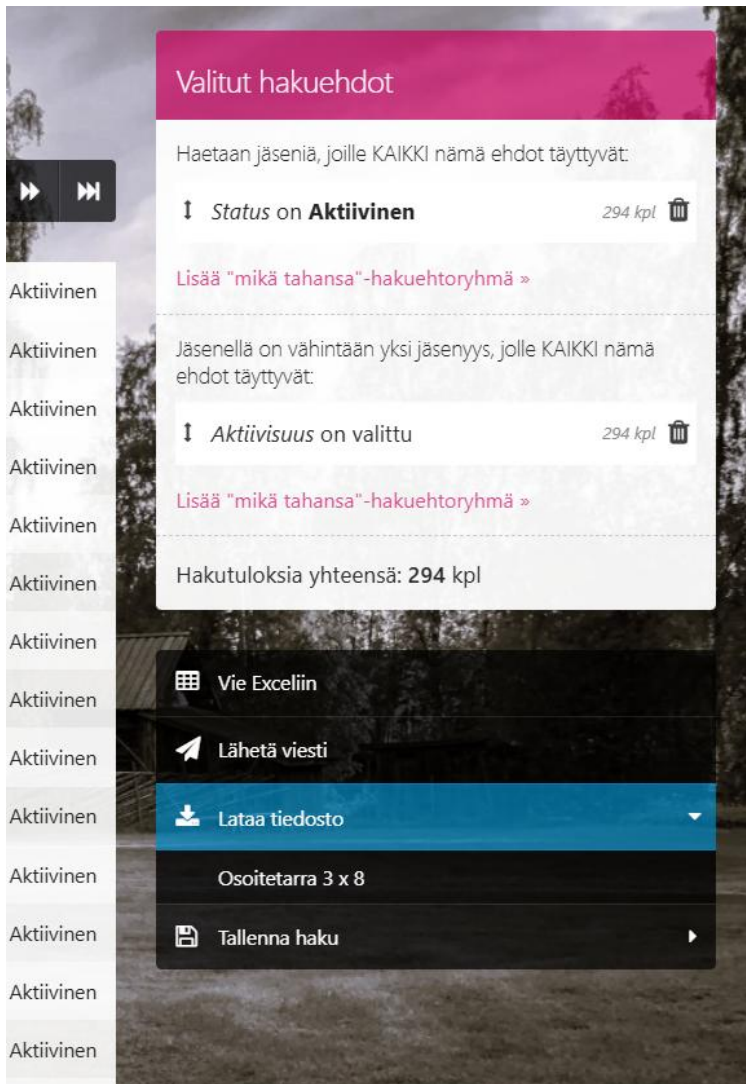 Valitut hakuehdot
Haetaan jäseniä, joille KAIKKI nämä ehdot täyttyvät:
Status on Aktiivinen 294 kpl
Lisää "mikä tahansa"-hakuehtoryhmä »
Jäsenellä on vähintään yksi jäsenyys, jolle KAIKKI nämä
ehdot täyttyvät:
Aktiivisuus on valittu 294 kpl
Lisää "mikä tahansa"-hakuehtoryhmä »
Hakutuloksia yhteensä: 294 kpl
Vie Exceliin
Lähetä viesti
Lataa tiedosto
Osoitetarra 3 x 8
Tallenna haku
Aktiivinen
Aktiivinen
Aktiivinen
Aktiivinen
Aktiivinen
Aktiivinen
Aktiivinen
Aktiivinen
Aktiivinen
Aktiivinen
Aktiivinen
Aktiivinen
Aktiivinen
Aktiivinen